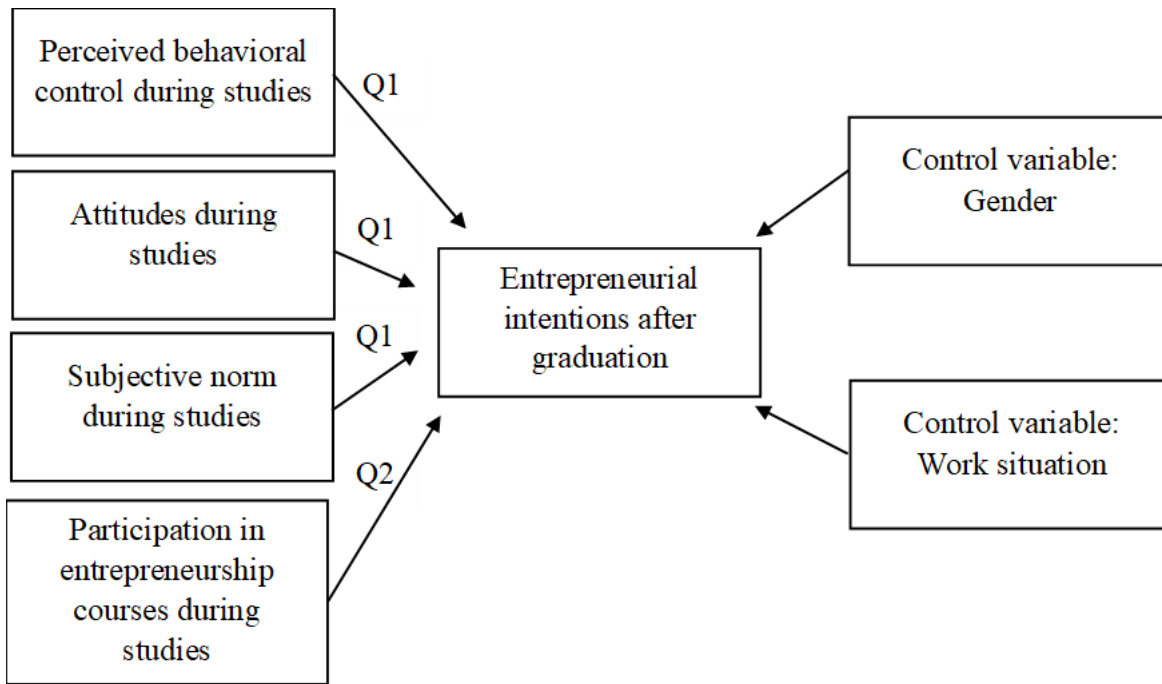 Perceived behavioral
control during studies
Q1
Attitudes during
studies
Q1
Subjective norm
during studies
Q1
Participation in
entrepreneurship
courses during
studies
Q2
Entrepreneurial
intentions after
graduation
Control variable:
Gender
Control variable:
Work situation